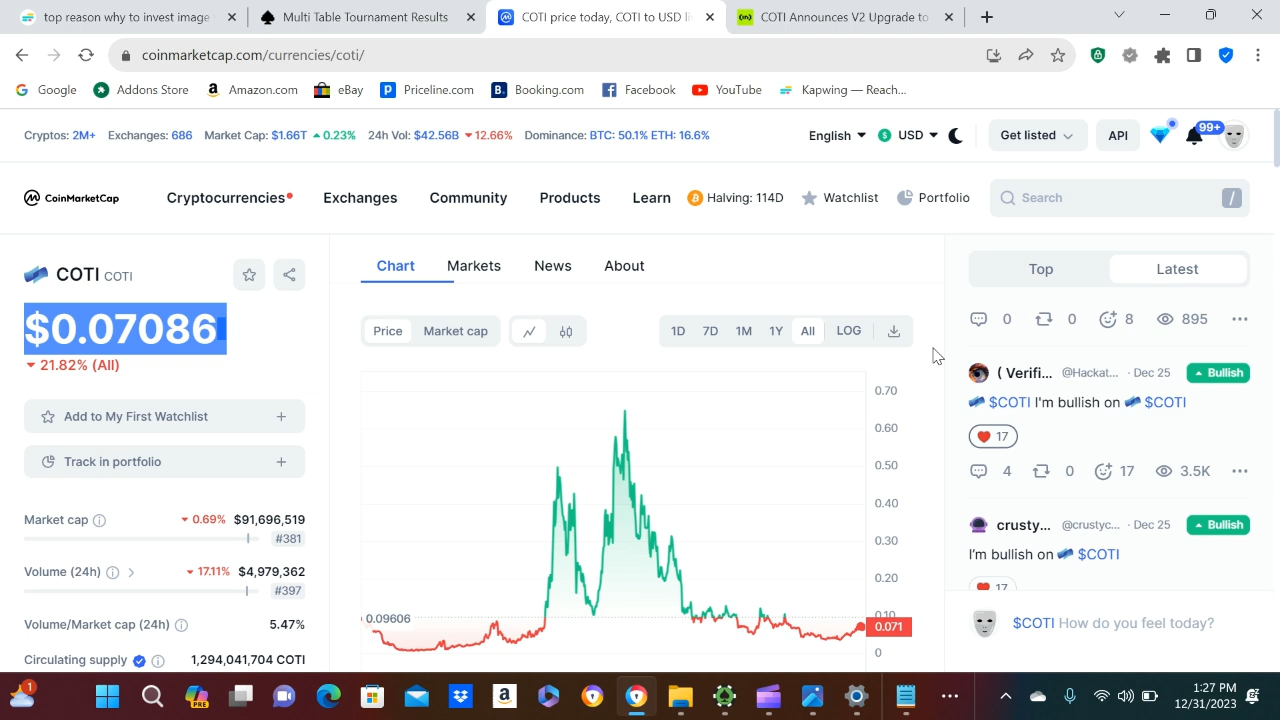 top reason why to invest image
Multi Table Tournament Results
COTI price today, COTI to USD li
COTI Announces V2 Upgrade to
coinmarketcap.com/currencies/coti/
Google Addons Store Amazon.com eBay Priceline.com Booking.com Facebook YouTube Kapwing — Reach...
Cryptos: 2M+ Exchanges: 686 Market Cap: $1.66T 0.23% 24h Vol: $42.56B 12.66% Dominance: BTC: 50.1% ETH: 16.6%
English USD Get listed API 99+
CoinMarketCap Cryptocurrencies Exchanges Community Products Learn Halving: 114D Watchlist Portfolio Search /
COTI COTI
$0.07086
21.82% (All)
Add to My First Watchlist +
Track in portfolio +
Market cap 0.69% $91,696,519
#381
Volume (24h) 17.11% $4,979,362
#397
Volume/Market cap (24h) 5.47%
Circulating supply 1,294,041,704 COTI
Chart Markets News About
Price Market cap 1D 7D 1M 1Y All LOG
0.70
0.60
0.50
0.40
0.30
0.20
0.10
0.09606
0.071
0
Top Latest
0 0 8 895
( Verifi... @Hackat... · Dec 25 Bullish
$COTI I'm bullish on $COTI
17
4 0 17 3.5K
crusty... @crustyc... · Dec 25 Bullish
I'm bullish on $COTI
17
$COTI How do you feel today?
1 PRE 1:27 PM
12/31/2023